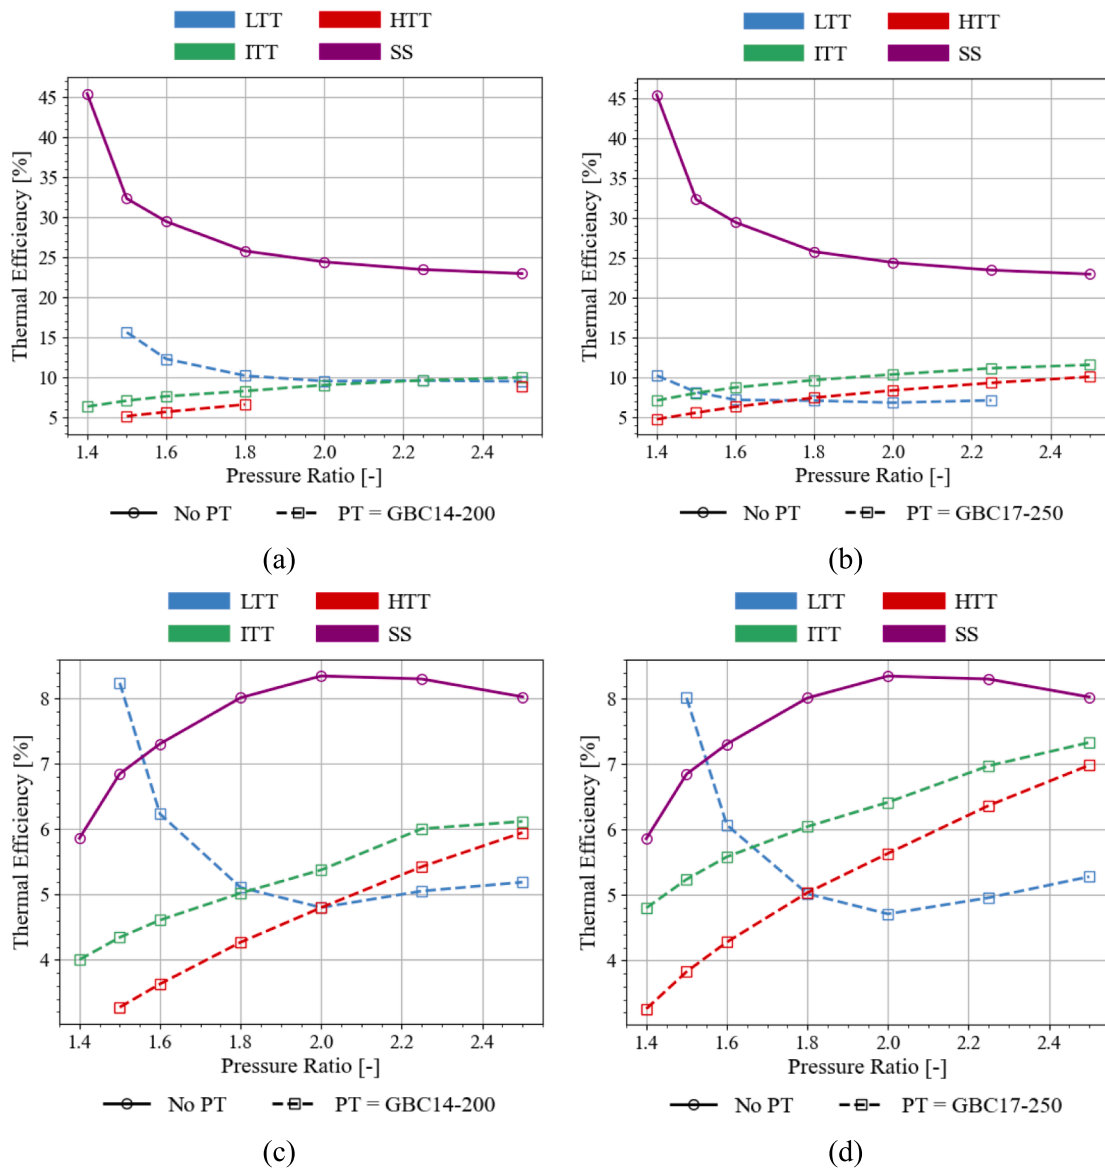 LTT HTT
ITT SS
Thermal Efficiency [%]
45
40
35
30
25
20
15
10
5
1.4 1.6 1.8 2.0 2.2 2.4
Pressure Ratio [-]
No PT PT = GBC14-200
(a)
LTT HTT
ITT SS
Thermal Efficiency [%]
45
40
35
30
25
20
15
10
5
1.4 1.6 1.8 2.0 2.2 2.4
Pressure Ratio [-]
No PT PT = GBC17-250
(b)
LTT HTT
ITT SS
Thermal Efficiency [%]
8
7
6
5
4
1.4 1.6 1.8 2.0 2.2 2.4
Pressure Ratio [-]
No PT PT = GBC14-200
(c)
LTT HTT
ITT SS
Thermal Efficiency [%]
8
7
6
5
4
1.4 1.6 1.8 2.0 2.2 2.4
Pressure Ratio [-]
No PT PT = GBC17-250
(d)